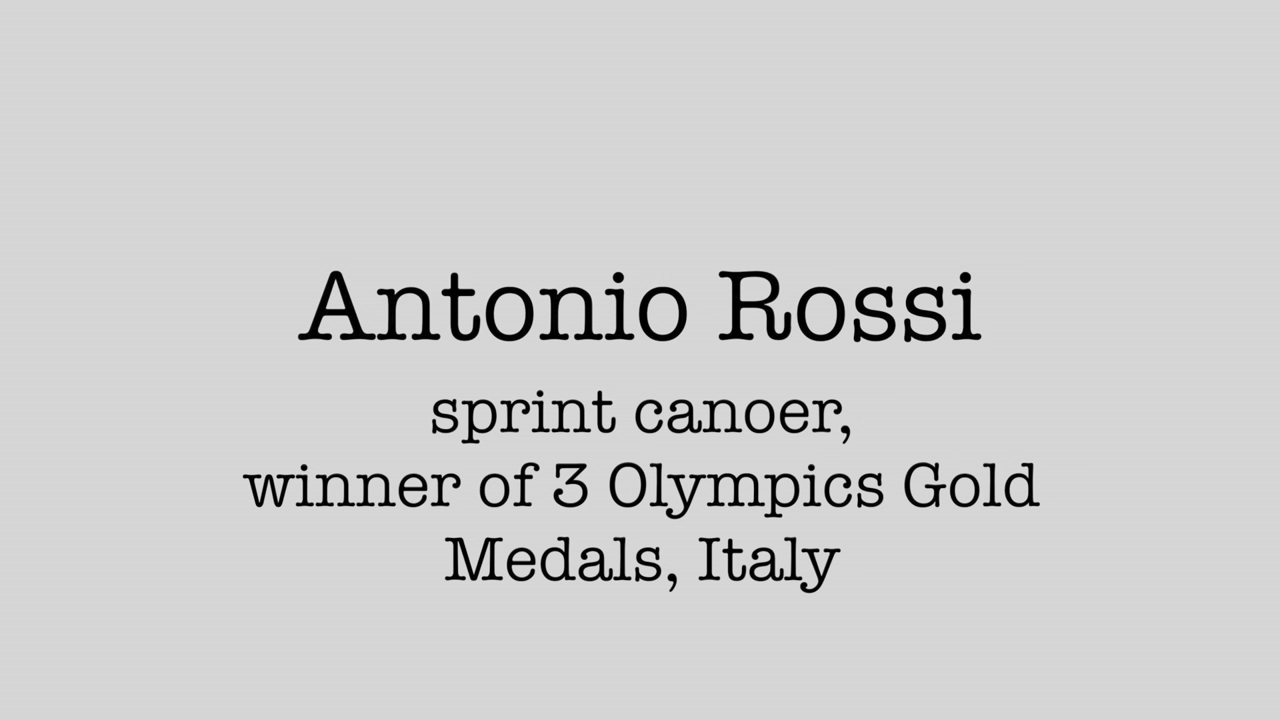 Antonio Rossi
sprint canoer,
winner of 3 Olympics Gold
Medals, Italy